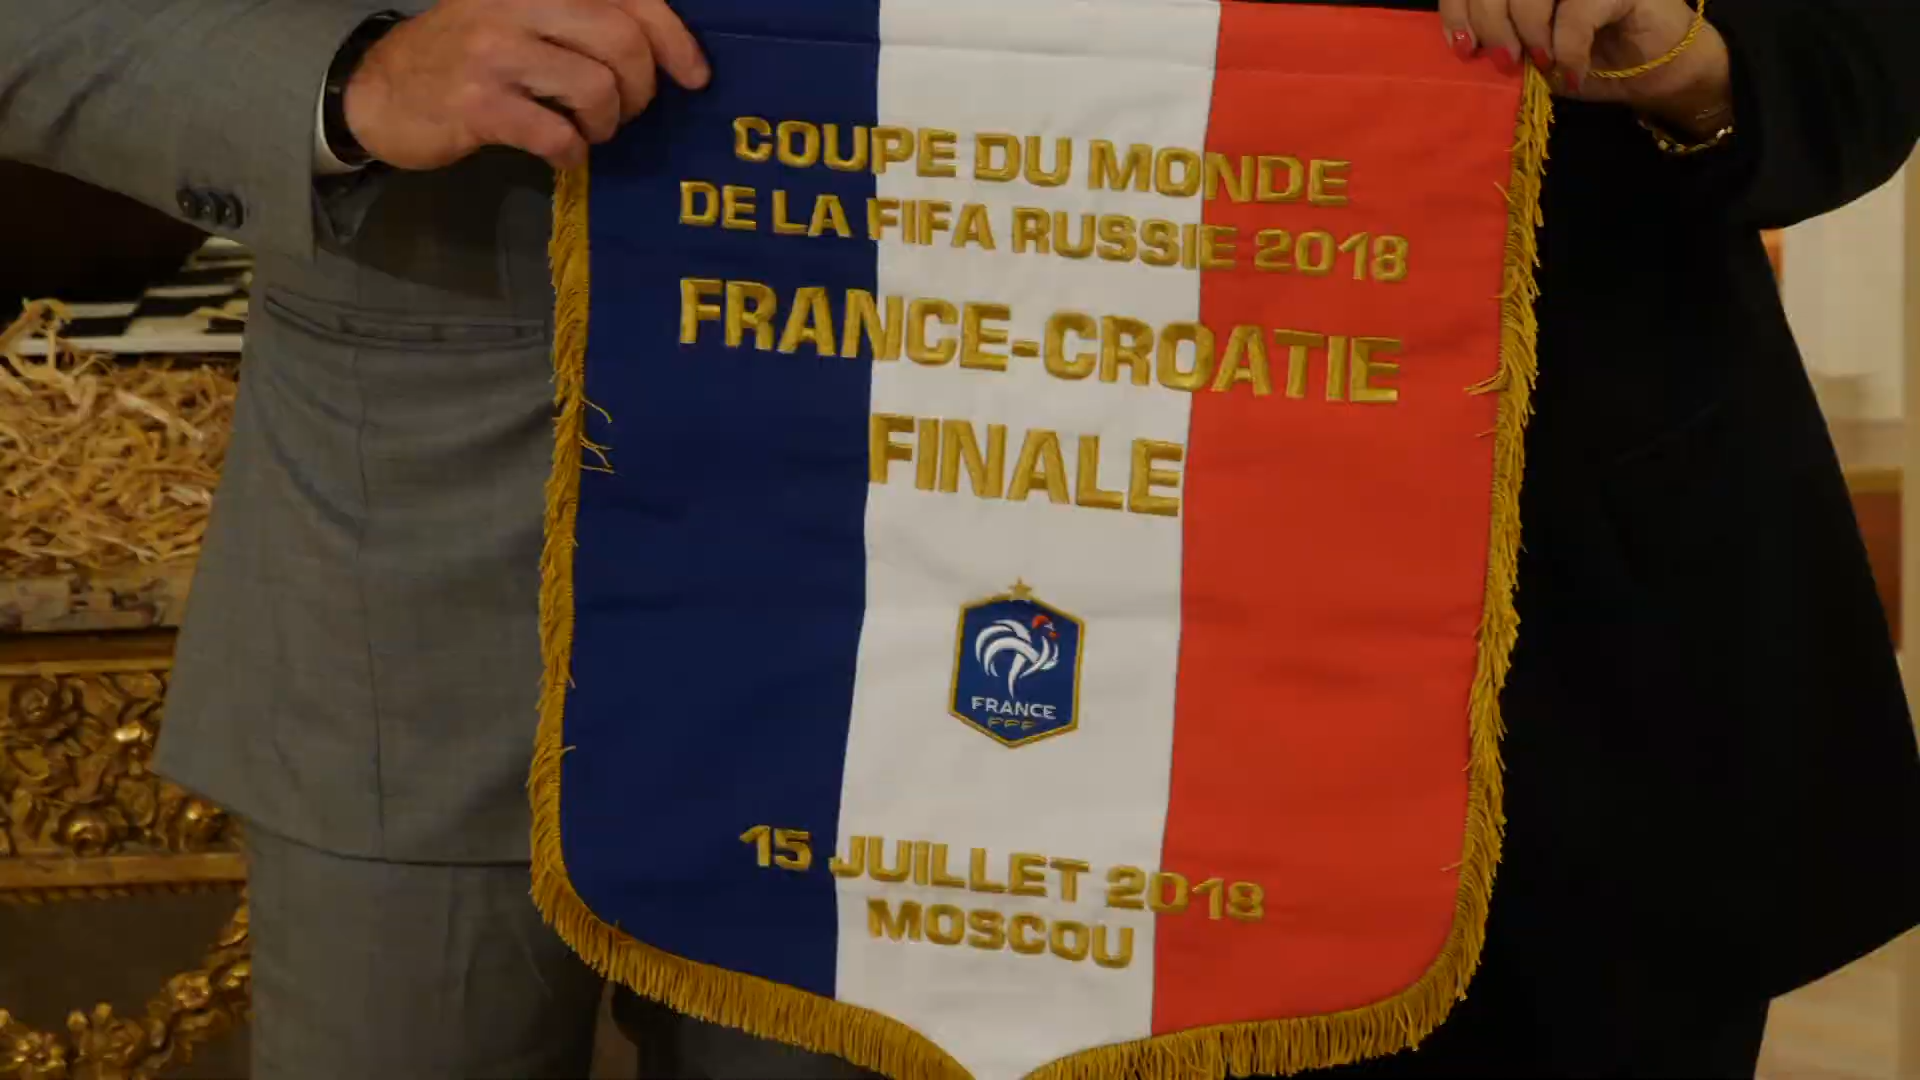 COUPE DU MONDE
DE LA FIFA RUSSIE 2018
FRANCE-CROATIE
FINALE
FRANCE
FFF
15 JUILLET 2018
MOSCOU